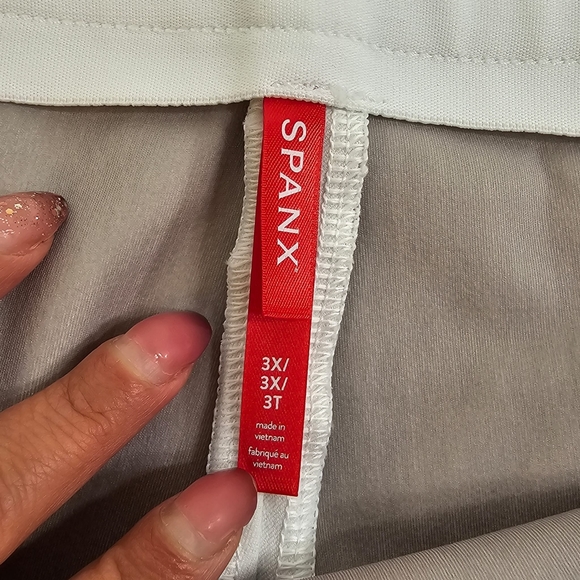 SPANX
3X/
3X/
3T
made in
vietnam
fabriqué au
vietnam